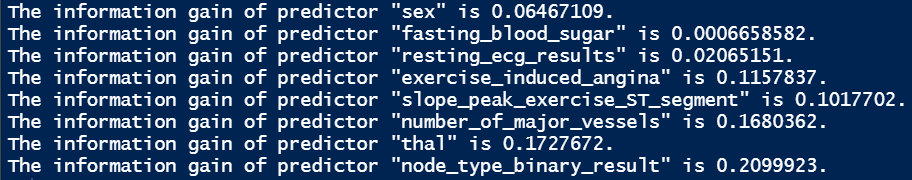 The information gain of predictor "sex" is 0.06467109.
The information gain of predictor "fasting_blood_sugar" is 0.0006658582.
The information gain of predictor "resting_ecg_results" is 0.02065151.
The information gain of predictor "exercise_induced_angina" is 0.1157837.
The information gain of predictor "slope_peak_exercise_ST_segment" is 0.1017702.
The information gain of predictor "number_of_major_vessels" is 0.1680362.
The information gain of predictor "thal" is 0.1727672.
The information gain of predictor "node_type_binary_result" is 0.2099923.